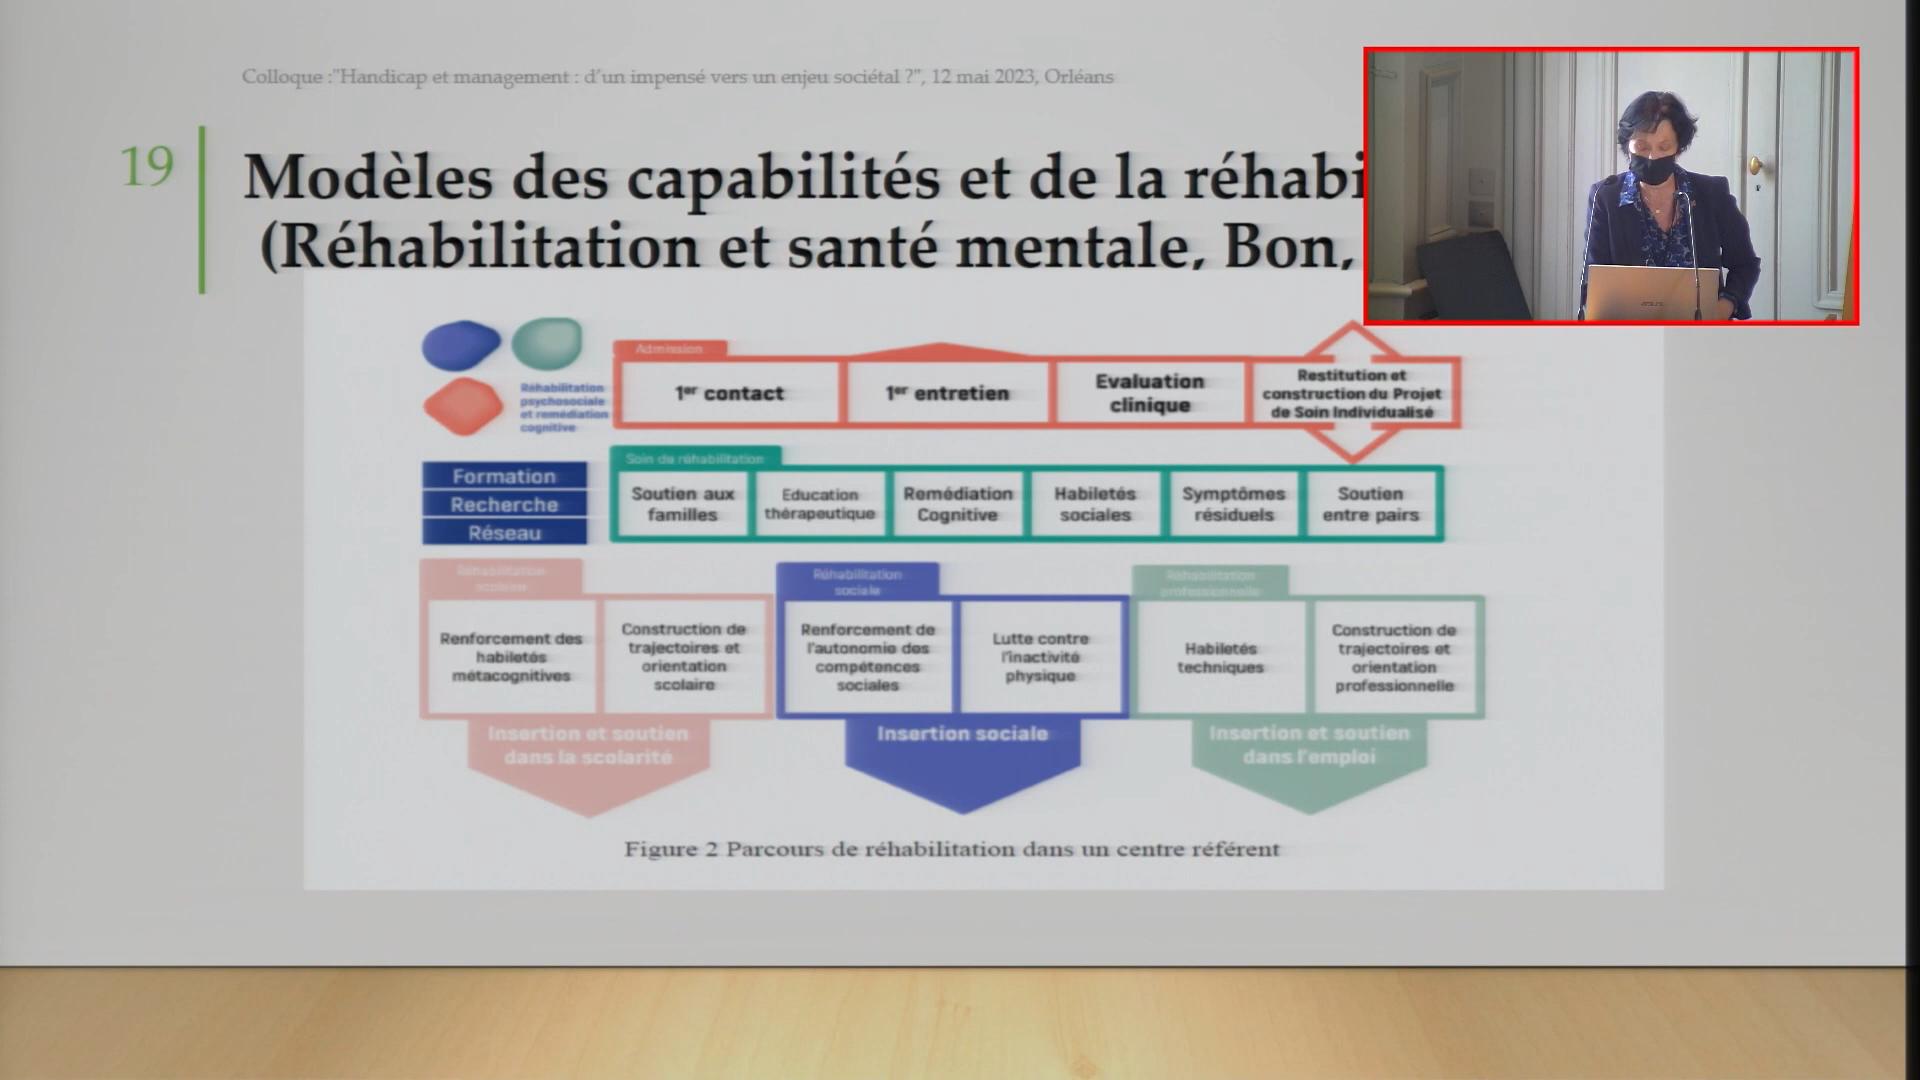 Colloque :"Handicap et management : d'un impensé vers un enjeu sociétal ?", 12 mai 2023, Orléans
19
Modèles des capabilités et de la réhabi
(Réhabilitation et santé mentale, Bon,
Réhabilitation
psychosociale
et remédiation
cognitive
Admission
1er contact
1er entretien
Evaluation
clinique
Restitution et
construction du Projet
de Soin Individualisé
Formation
Recherche
Réseau
Soin de réhabilitation
Soutien aux
familles
Education
thérapeutique
Remédiation
Cognitive
Habiletés
sociales
Symptômes
résiduels
Soutien
entre pairs
Réhabilitation
scolaire
Renforcement des
habiletés
métacognitives
Construction de
trajectoires et
orientation
scolaire
Insertion et soutien
dans la scolarité
Réhabilitation
sociale
Renforcement de
l'autonomie des
compétences
sociales
Lutte contre
l'inactivité
physique
Insertion sociale
Réhabilitation
professionnelle
Habiletés
techniques
Construction de
trajectoires et
orientation
professionnelle
Insertion et soutien
dans l'emploi
Figure 2 Parcours de réhabilitation dans un centre référent